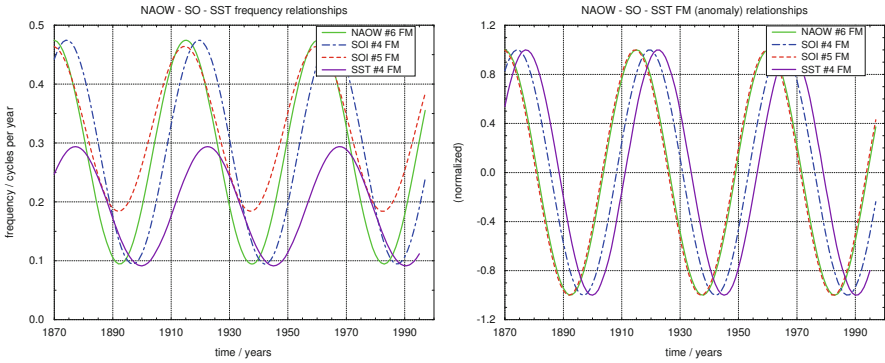 NAOW - SO - SST frequency relationships
NAOW #6 FM
SOI #4 FM
SOI #5 FM
SST #4 FM
frequency / cycles per year
0.5
0.4
0.3
0.2
0.1
0.0
1870 1890 1910 1930 1950 1970 1990
time / years
NAOW - SO - SST FM (anomaly) relationships
NAOW #6 FM
SOI #4 FM
SOI #5 FM
SST #4 FM
(normalized)
1.2
0.8
0.4
0.0
-0.4
-0.8
-1.2
1870 1890 1910 1930 1950 1970 1990
time / years